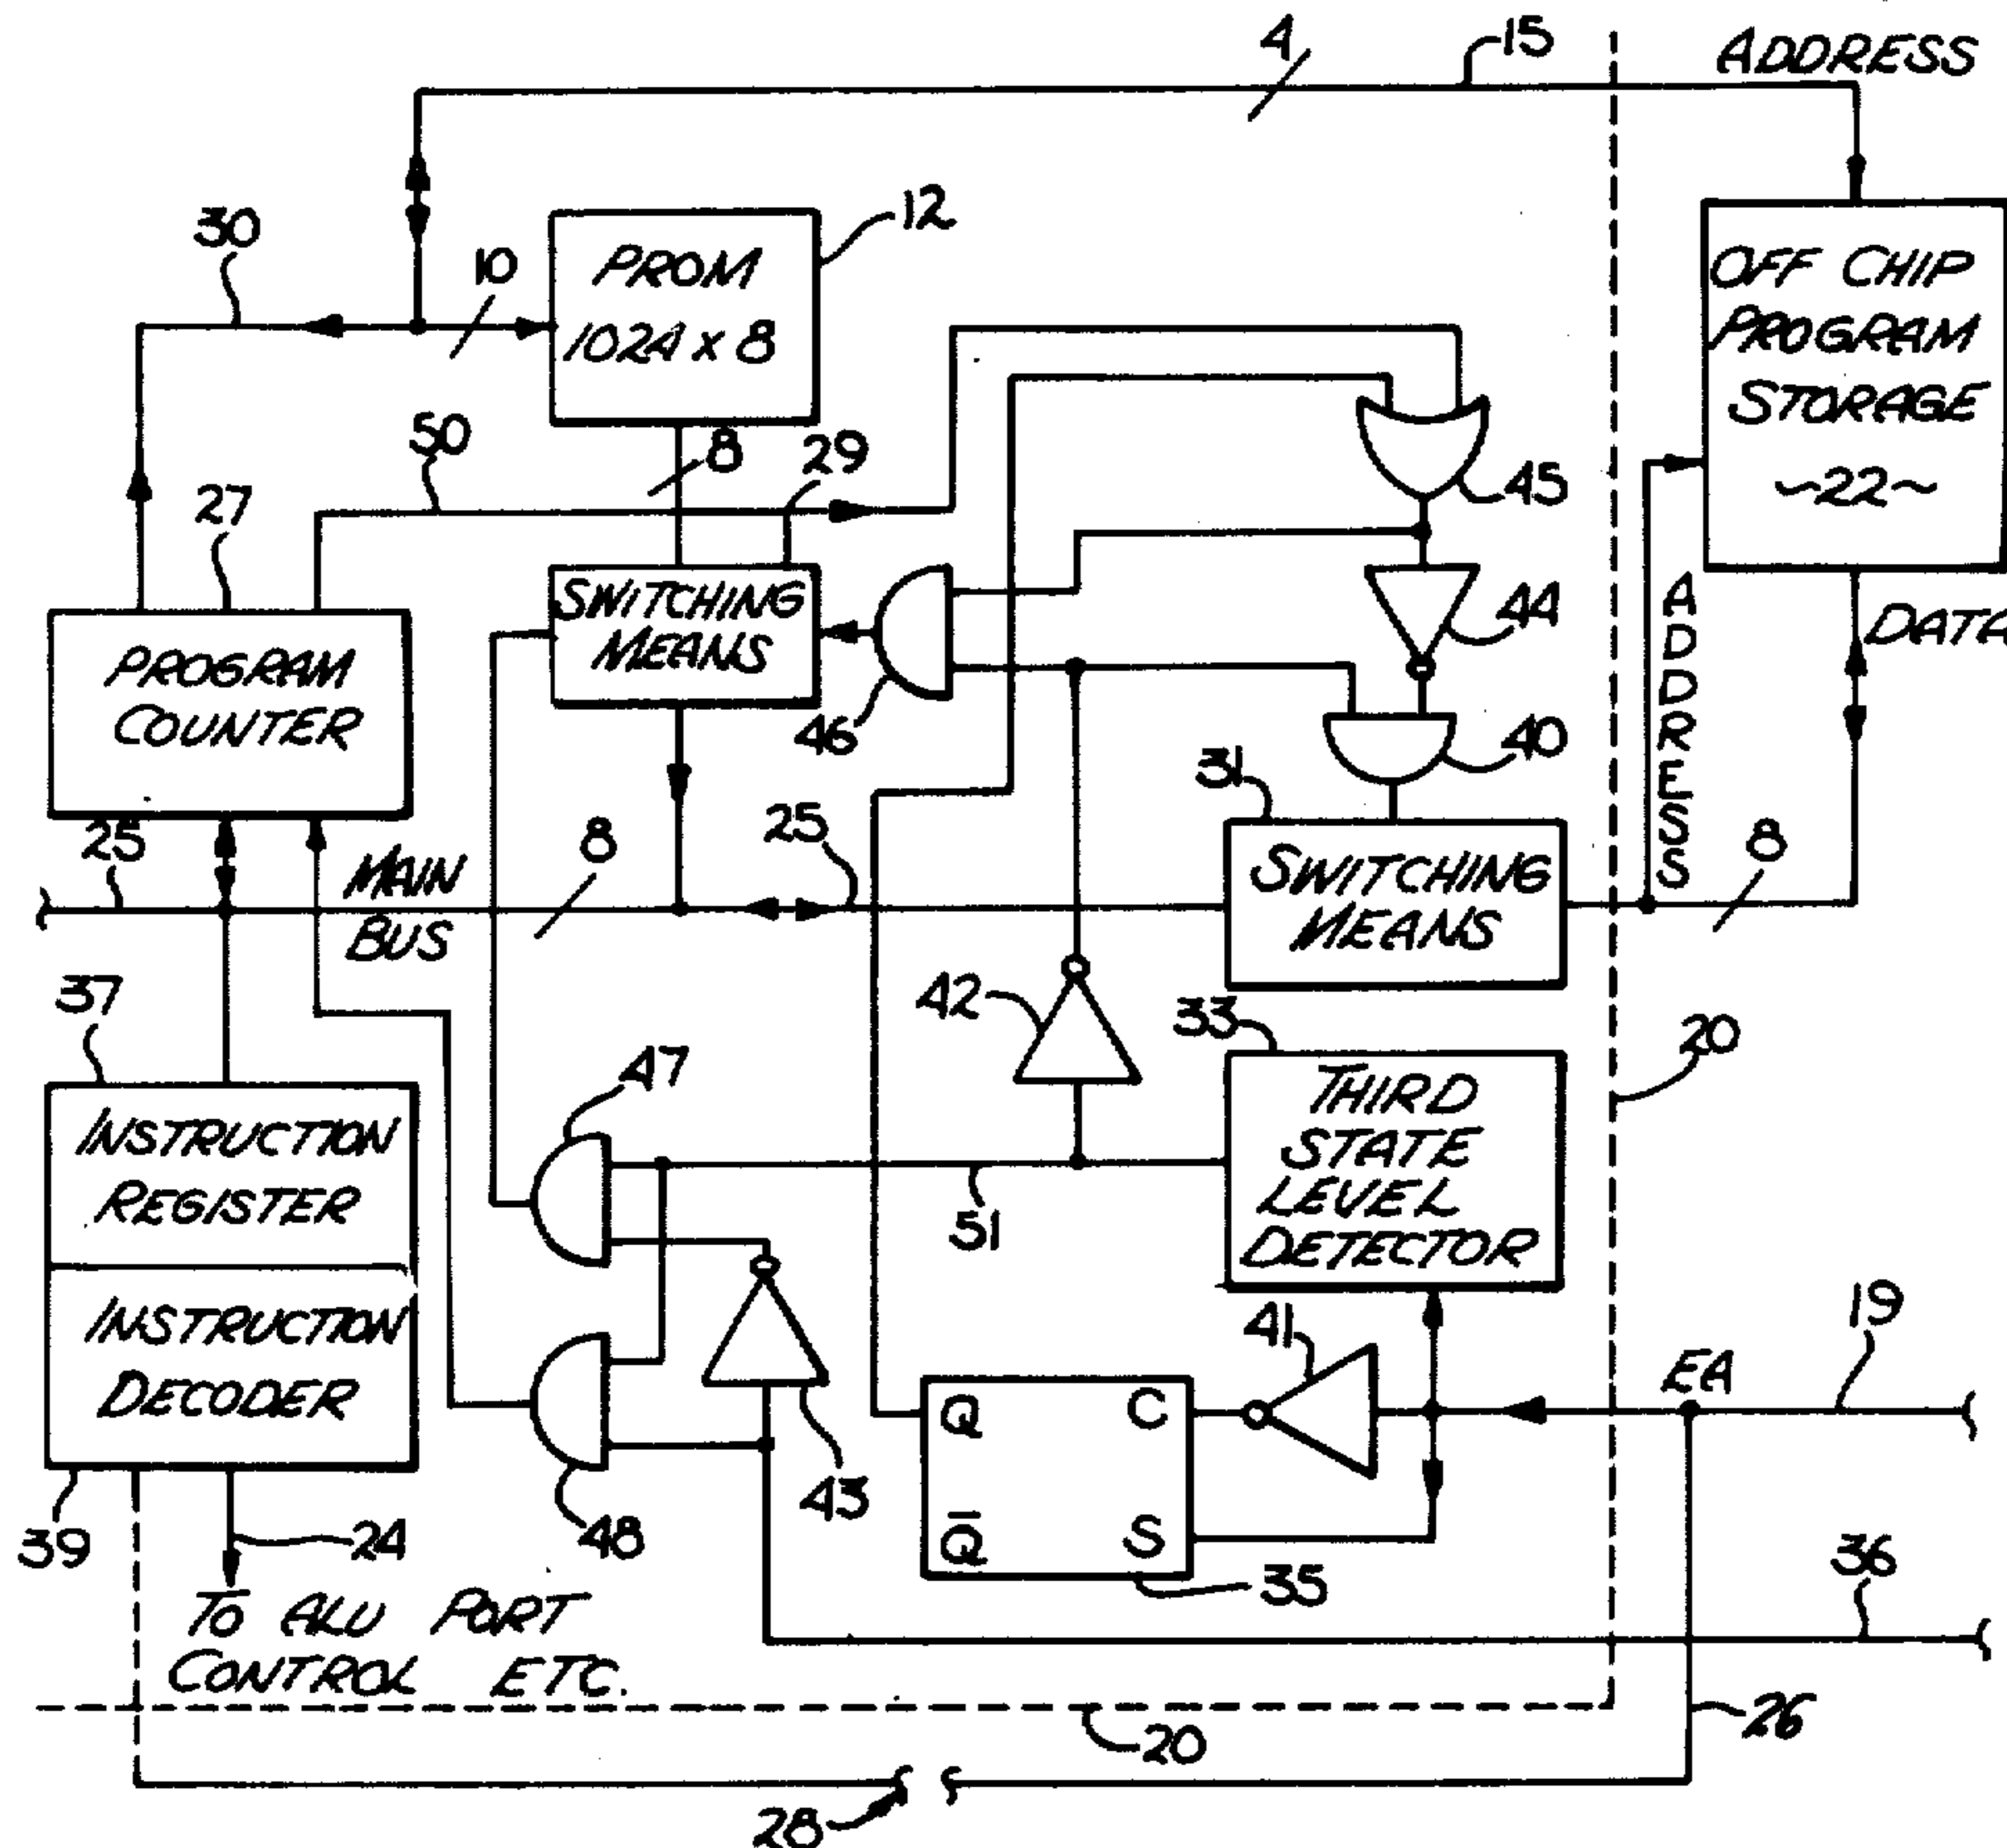 4
15
ADDRESS
30
10
12
PROM
1024 x 8
OFF CHIP
PROGRAM
STORAGE
~22~
50
8
29
45
27
SWITCHING
MEANS
44
ADDRESS
DATA
PROGRAM
COUNTER
46
40
31
25
8
25
MAIN
BUS
SWITCHING
MEANS
8
37
42
33
20
47
THIRD
STATE
LEVEL
DETECTOR
INSTRUCTION
REGISTER
51
41
19
INSTRUCTION
DECODER
EA
Q
C
43
39
24
48
Q̅
S
35
36
TO ALU PORT
CONTROL ETC.
20
26
28